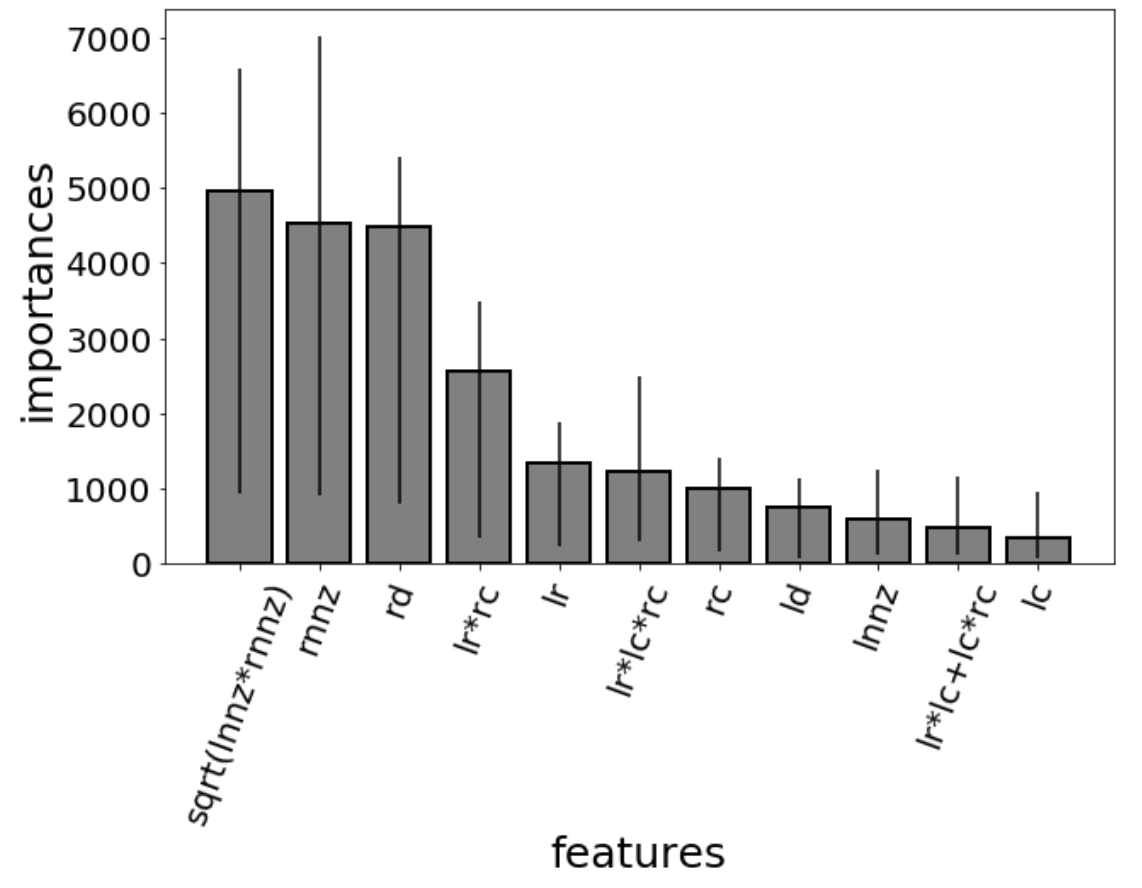 7000
6000
5000
4000
3000
2000
1000
0
importances
sqrt(lnnz*rnnz)
rnnz
rd
lr*rc
lr
lr*lc*rc
rc
ld
lnnz
lr*lc+lc*rc
lc
features